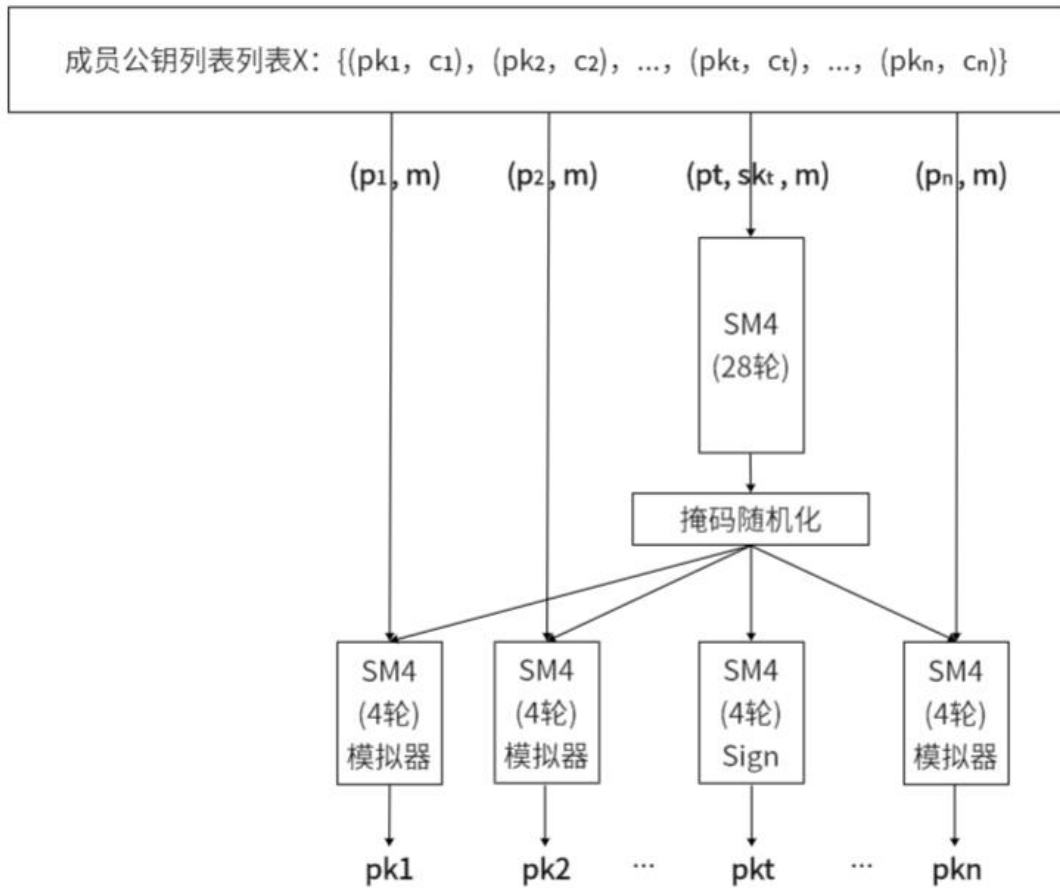 成员公钥列表列表X：{(pk₁，c₁)，(pk₂，c₂)，...，(pkₜ，cₜ)，...，(pkₙ，cₙ)}
(p₁, m) (p₂, m) (pt, skₜ , m) (pₙ, m)
SM4
(28轮)
掩码随机化
SM4
(4轮)
模拟器
SM4
(4轮)
模拟器
SM4
(4轮)
Sign
SM4
(4轮)
模拟器
pk1 pk2 ... pkt ... pkn